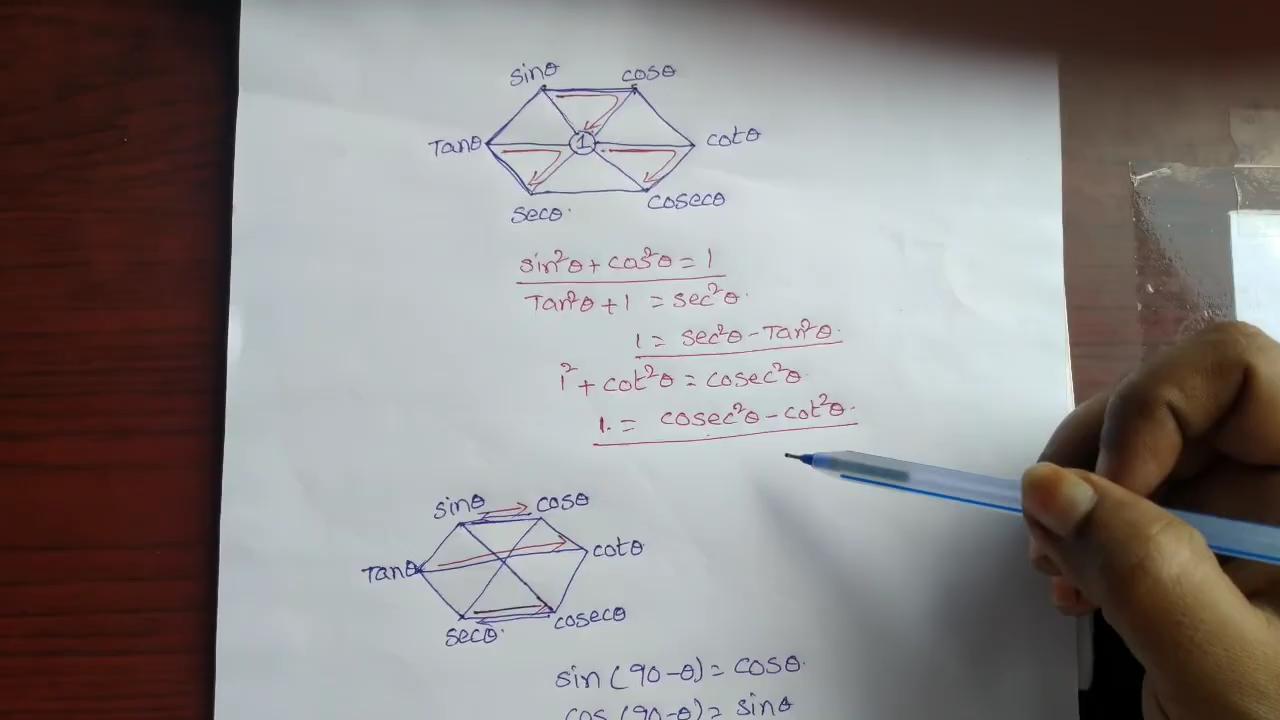 sinθ cosθ
Tanθ 1 cotθ
secθ. cosecθ
sin²θ + cos²θ = 1
Tan²θ + 1 = sec²θ.
1 = sec²θ - Tan²θ.
1² + cot²θ = cosec²θ.
1. = cosec²θ - cot²θ.
sinθ cosθ
Tanθ cotθ
secθ. cosecθ
sin (90-θ) = cosθ.
cos (90-θ) = sinθ